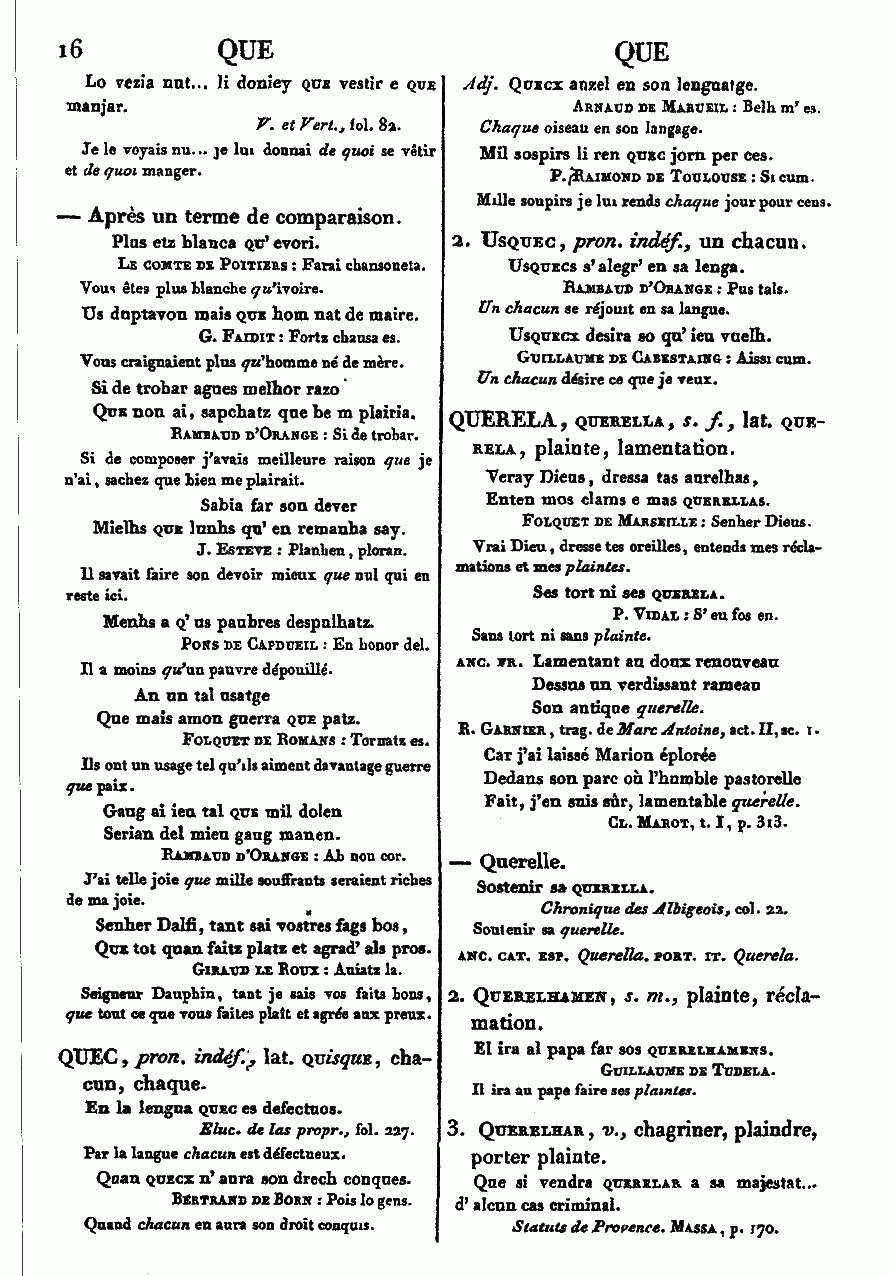 16 QUE QUE
Lo vezia nut... li doniey QUE vestir e QUE
manjar.
V. et Vert., fol. 82.
Je le voyais nu... je lui donnai de quoi se vêtir
et de quoi manger.
— Après un terme de comparaison.
Plus etz blanca QU' evori.
LE COMTE DE POITIERS : Farai chansoneta.
Vous êtes plus blanche qu'ivoire.
Us duptavon mais QUE hom nat de maire.
G. FAIDIT : Fortz chausa es.
Vous craignaient plus qu'homme né de mère.
Si de trobar agues melhor razo
QUE non ai, sapchatz que be m plairia.
RAMBAUD D'ORANGE : Si de trobar.
Si de composer j'avais meilleure raison que je
n'ai, sachez que bien me plairait.
Sabia far son dever
Mielhs QUE lunhs qu' en remanha say.
J. ESTEVE : Planhen, ploran.
Il savait faire son devoir mieux que nul qui en
reste ici.
Menhs a Q' us paubres despulhatz.
PONS DE CAPDUEIL : En honor del.
Il a moins qu'un pauvre dépouillé.
An un tal usatge
Que mais amon guerra QUE patz.
FOLQUET DE ROMANS : Tornatz es.
Ils ont un usage tel qu'ils aiment davantage guerre
que paix.
Gaug ai ieu tal QUE mil dolen
Serian del mieu gaug manen.
RAMBAUD D'ORANGE : Ab nou cor.
J'ai telle joie que mille souffrants seraient riches
de ma joie.
Senher Dalfi, tant sai vostres fags bos,
QUE tot quan faitz platz et agrad' als pros.
GIRAUD LE ROUX : Auiatz la.
Seigneur Dauphin, tant je sais vos faits bons,
que tout ce que vous faites plaît et agrée aux preux.
QUEC, pron. indéf., lat. QUisQUE, cha-
cun, chaque.
En la lengua QUEC es defectuos.
Eluc. de las propr., fol. 227.
Par la langue chacun est défectueux.
Quan QUECX n' aura son drech conques.
BERTRAND DE BORN : Pois lo gens.
Quand chacun en aura son droit conquis.
Adj. QUECX auzel en son lenguatge.
ARNAUD DE MARUEIL : Belh m' es.
Chaque oiseau en son langage.
Mil sospirs li ren QUEC jorn per ces.
P. RAIMOND DE TOULOUSE : Si cum.
Mille soupirs je lui rends chaque jour pour cens.
2. USQUEC, pron. indéf., un chacun.
USQUECS s'alegr' en sa lenga.
RAMBAUD D'ORANGE : Pus tals.
Un chacun se réjouit en sa langue.
USQUECX desira so qu' ieu vuelh.
GUILLAUME DE CABESTAING : Aissi cum.
Un chacun désire ce que je veux.
QUERELA, QUERELLA, s. f., lat. QUE-
RELA, plainte, lamentation.
Veray Dieus, dressa tas aurelhas,
Enten mos clams e mas QUERELLAS.
FOLQUET DE MARSEILLE : Senher Dieus.
Vrai Dieu, dresse tes oreilles, entends mes récla-
mations et mes plaintes.
Ses tort ni ses QUERELA.
P. VIDAL : S' eu fos en.
Sans tort ni sans plainte.
ANC. FR. Lamentant au doux renouveau
Dessus un verdissant rameau
Son antique querelle.
R. GARNIER, trag. de Marc Antoine, act. II, sc. 1.
Car j'ai laissé Marion éplorée
Dedans son parc où l'humble pastorelle
Fait, j'en suis sûr, lamentable querelle.
CL. MAROT, t. I, p. 313.
— Querelle.
Sostenir sa QUERELLA.
Chronique des Albigeois, col. 22.
Soutenir sa querelle.
ANC. CAT. ESP. Querella. PORT. IT. Querela.
2. QUERELHAMEN, s. m., plainte, récla-
mation.
El ira al papa far sos QUERELHAMENS.
GUILLAUME DE TUDELA.
Il ira au pape faire ses plaintes.
3. QUERELHAR, v., chagriner, plaindre,
porter plainte.
Que si vendra QUERELAR a sa majestat...
d' alcun cas criminal.
Statuts de Provence. MASSA, p. 170.